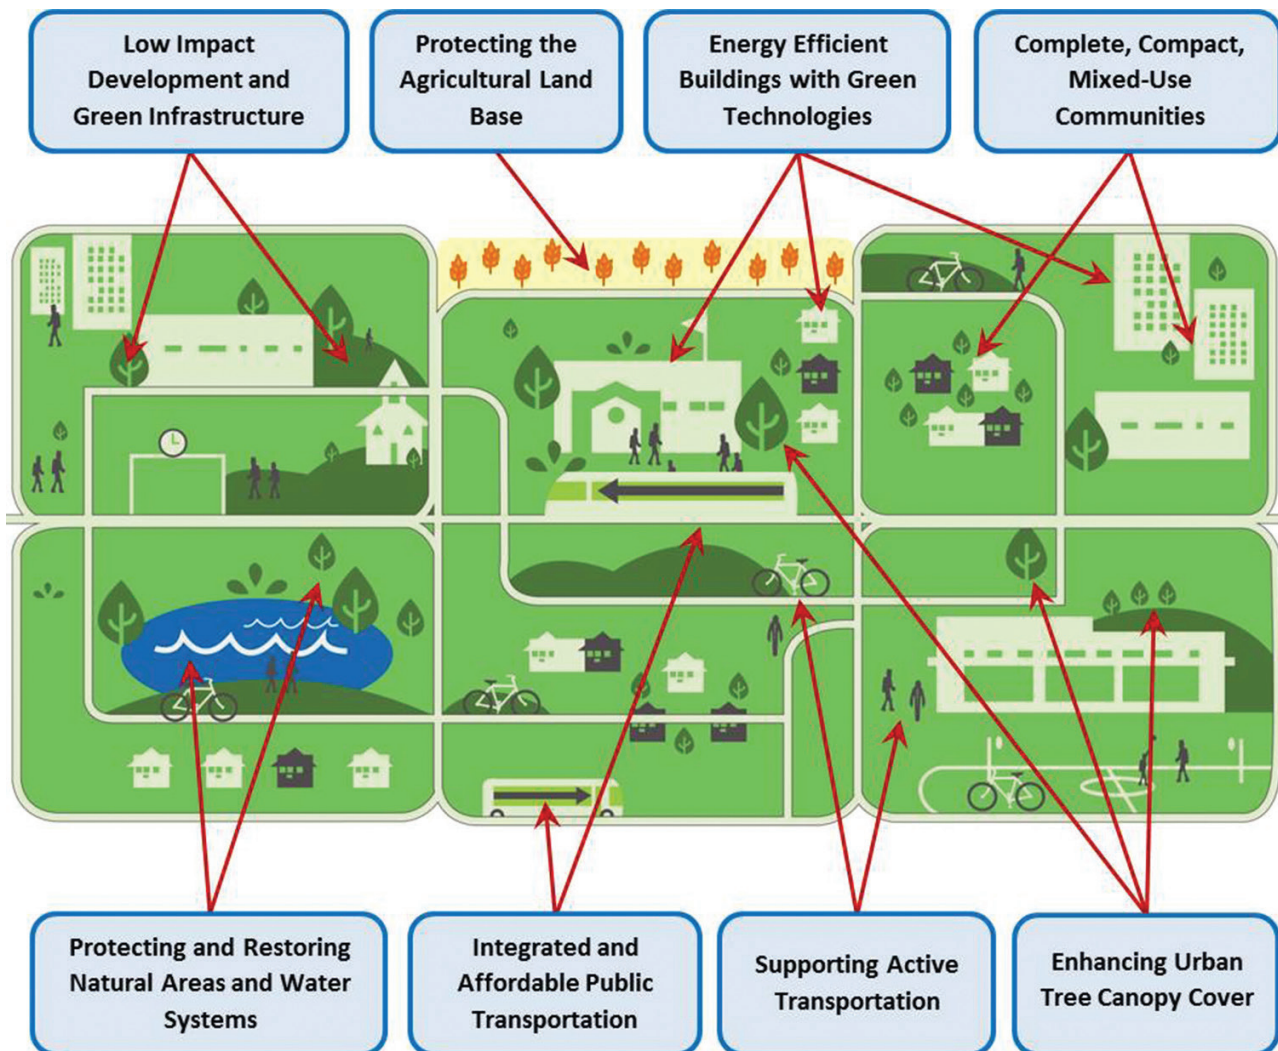 Low Impact
Development and
Green Infrastructure
Protecting the
Agricultural Land
Base
Energy Efficient
Buildings with Green
Technologies
Complete, Compact,
Mixed-Use
Communities
Protecting and Restoring
Natural Areas and Water
Systems
Integrated and
Affordable Public
Transportation
Supporting Active
Transportation
Enhancing Urban
Tree Canopy Cover